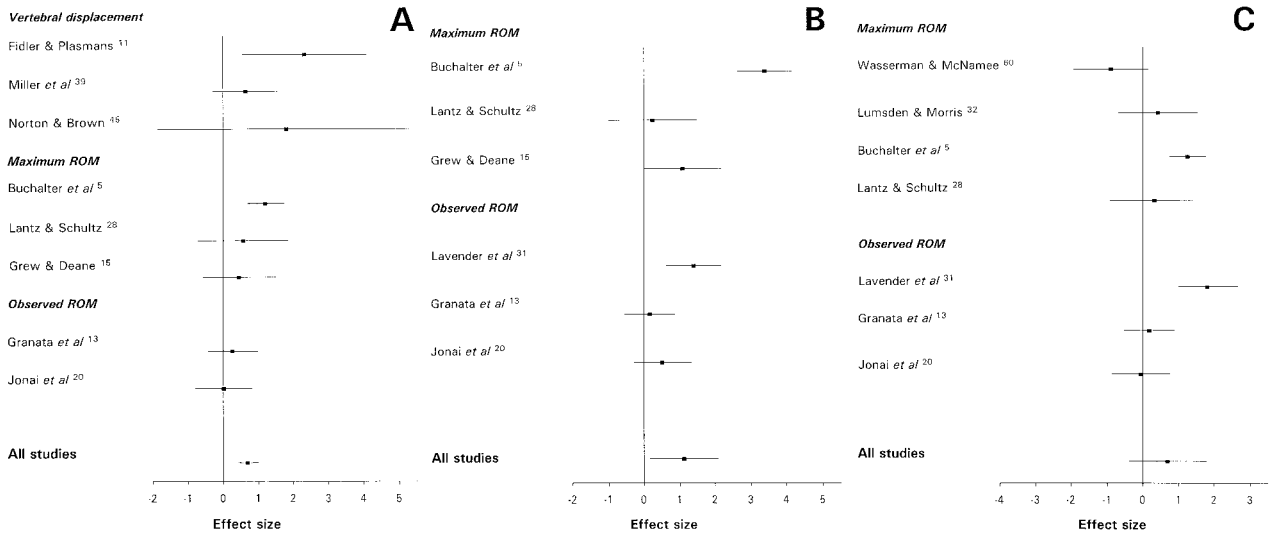 A
Vertebral displacement
Fidler & Plasmans 11
Miller et al 39
Norton & Brown 45
Maximum ROM
Buchalter et al 5
Lantz & Schultz 28
Grew & Deane 15
Observed ROM
Granata et al 13
Jonai et al 20
All studies
-2 -1 0 1 2 3 4 5
Effect size
B
Maximum ROM
Buchalter et al 5
Lantz & Schultz 28
Grew & Deane 15
Observed ROM
Lavender et al 31
Granata et al 13
Jonai et al 20
All studies
-2 -1 0 1 2 3 4 5
Effect size
C
Maximum ROM
Wasserman & McNamee 60
Lumsden & Morris 32
Buchalter et al 5
Lantz & Schultz 28
Observed ROM
Lavender et al 31
Granata et al 13
Jonai et al 20
All studies
-4 -3 -2 -1 0 1 2 3
Effect size